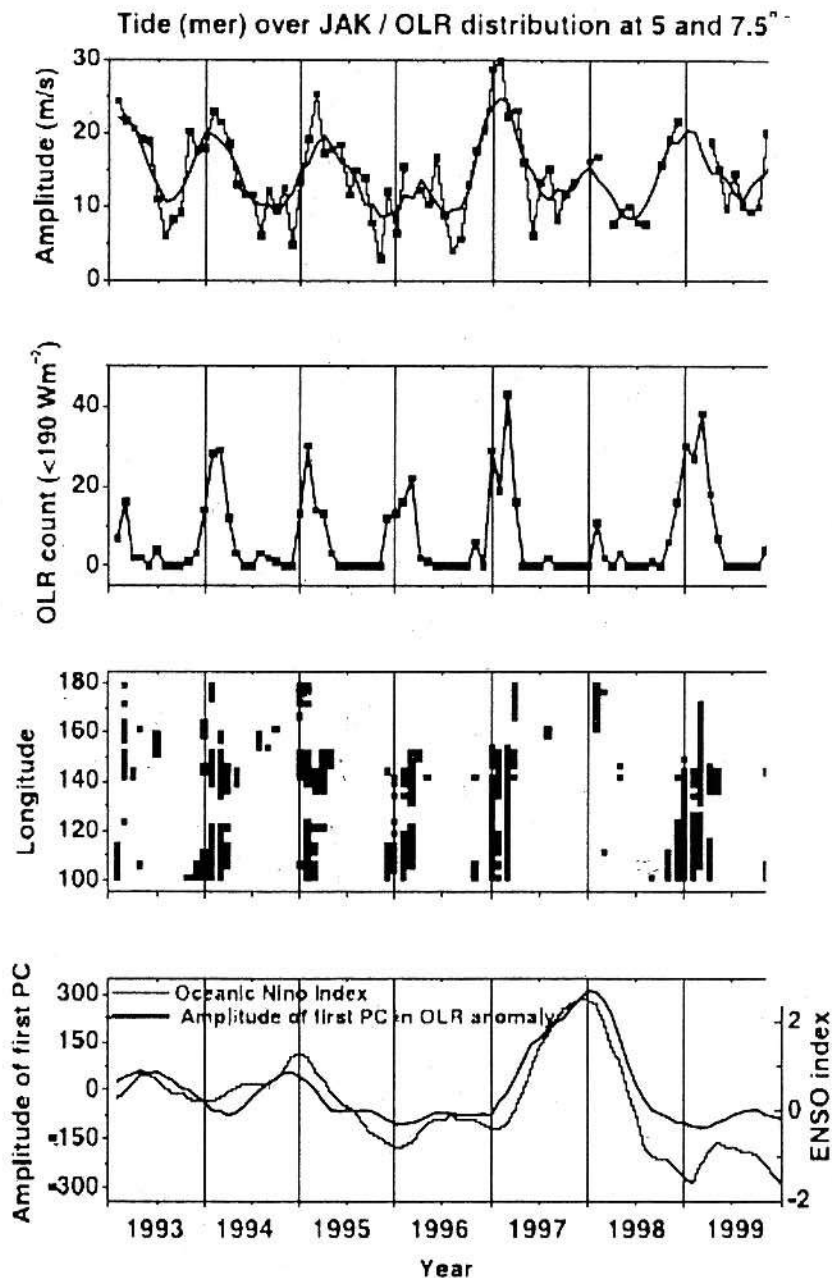 Tide (mer) over JAK / OLR distribution at 5 and 7.5
Amplitude (m/s)
30
20
10
0
OLR count (<190 Wm⁻²)
40
20
0
Longitude
180
160
140
120
100
Amplitude of first PC
300
150
0
-150
-300
Oceanic Nino Index
Amplitude of first PC in OLR anomaly
2
0
-2
ENSO index
1993 1994 1995 1996 1997 1998 1999
Year